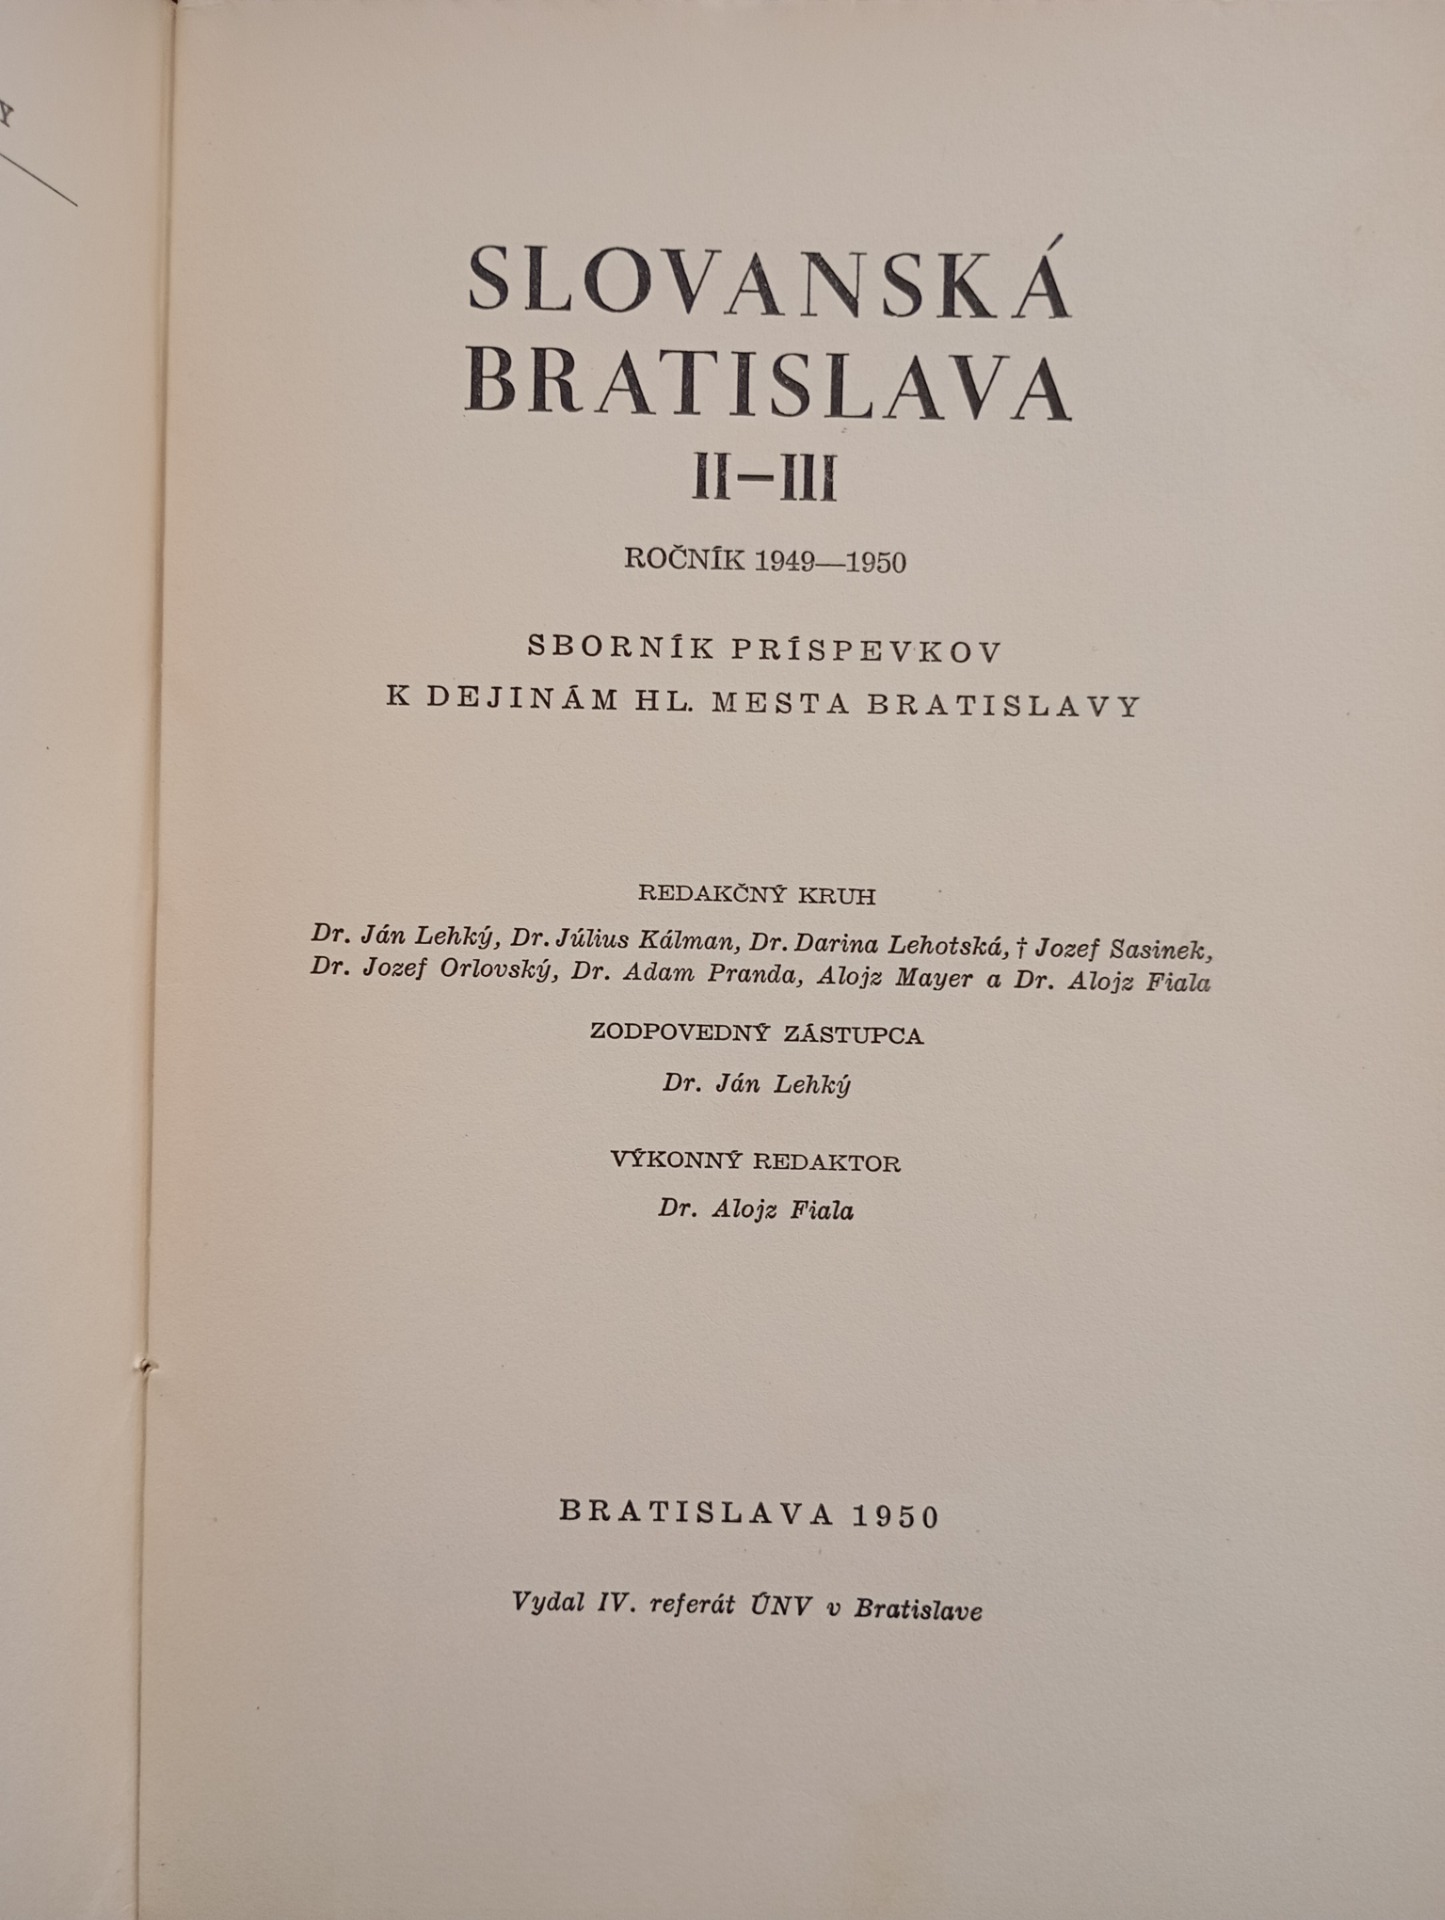 Y
SLOVANSKÁ
BRATISLAVA
II—III
ROČNÍK 1949—1950
SBORNÍK PRÍSPEVKOV
K DEJINÁM HL. MESTA BRATISLAVY
REDAKČNÝ KRUH
Dr. Ján Lehký, Dr. Július Kálman, Dr. Darina Lehotská, † Jozef Sasinek,
Dr. Jozef Orlovský, Dr. Adam Pranda, Alojz Mayer a Dr. Alojz Fiala
ZODPOVEDNÝ ZÁSTUPCA
Dr. Ján Lehký
VÝKONNÝ REDAKTOR
Dr. Alojz Fiala
BRATISLAVA 1950
Vydal IV. referát ÚNV v Bratislave